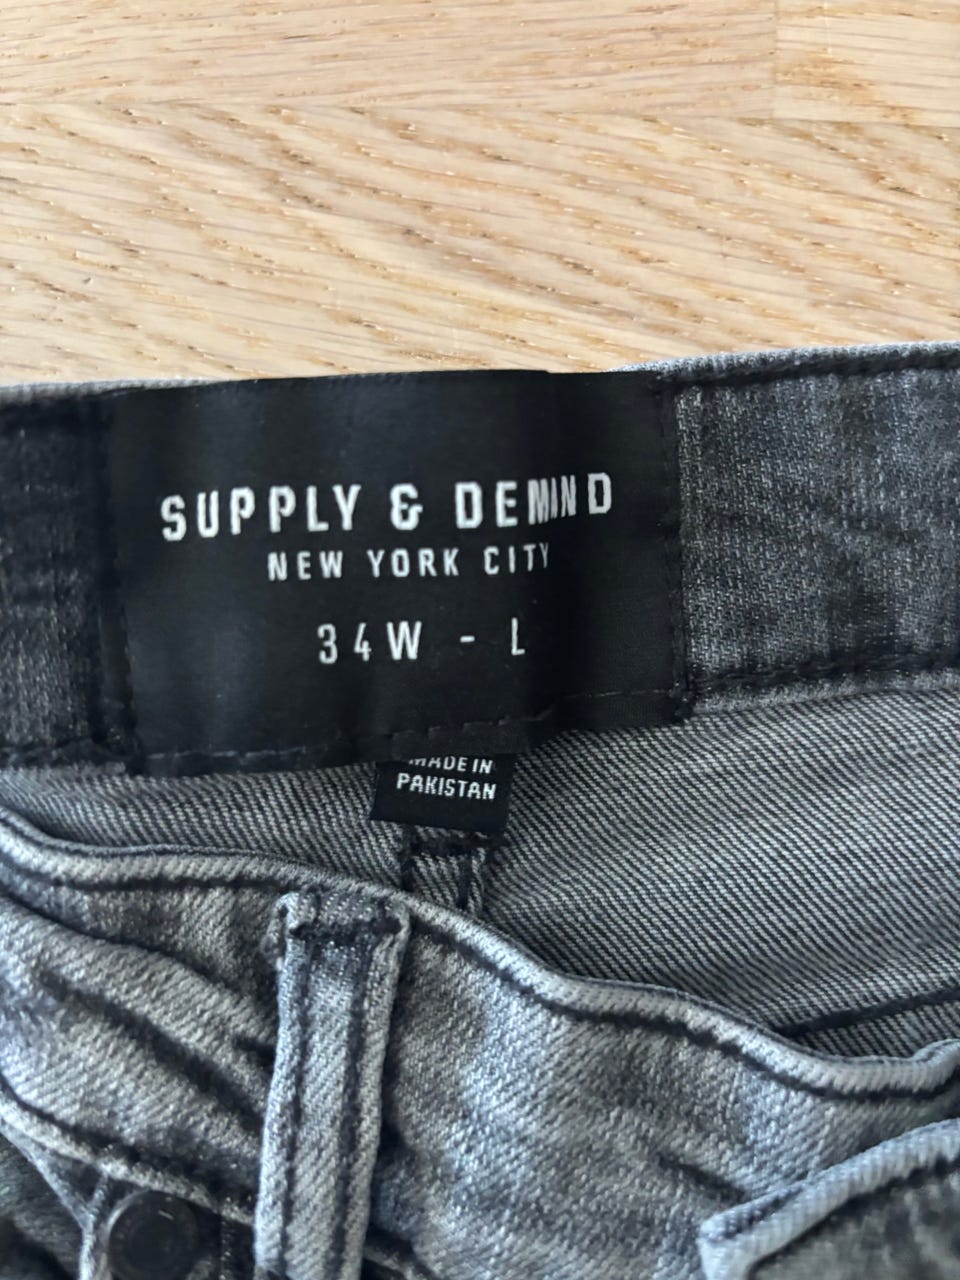 SUPPLY & DEMAND
NEW YORK CITY
34W - L
MADE IN
PAKISTAN